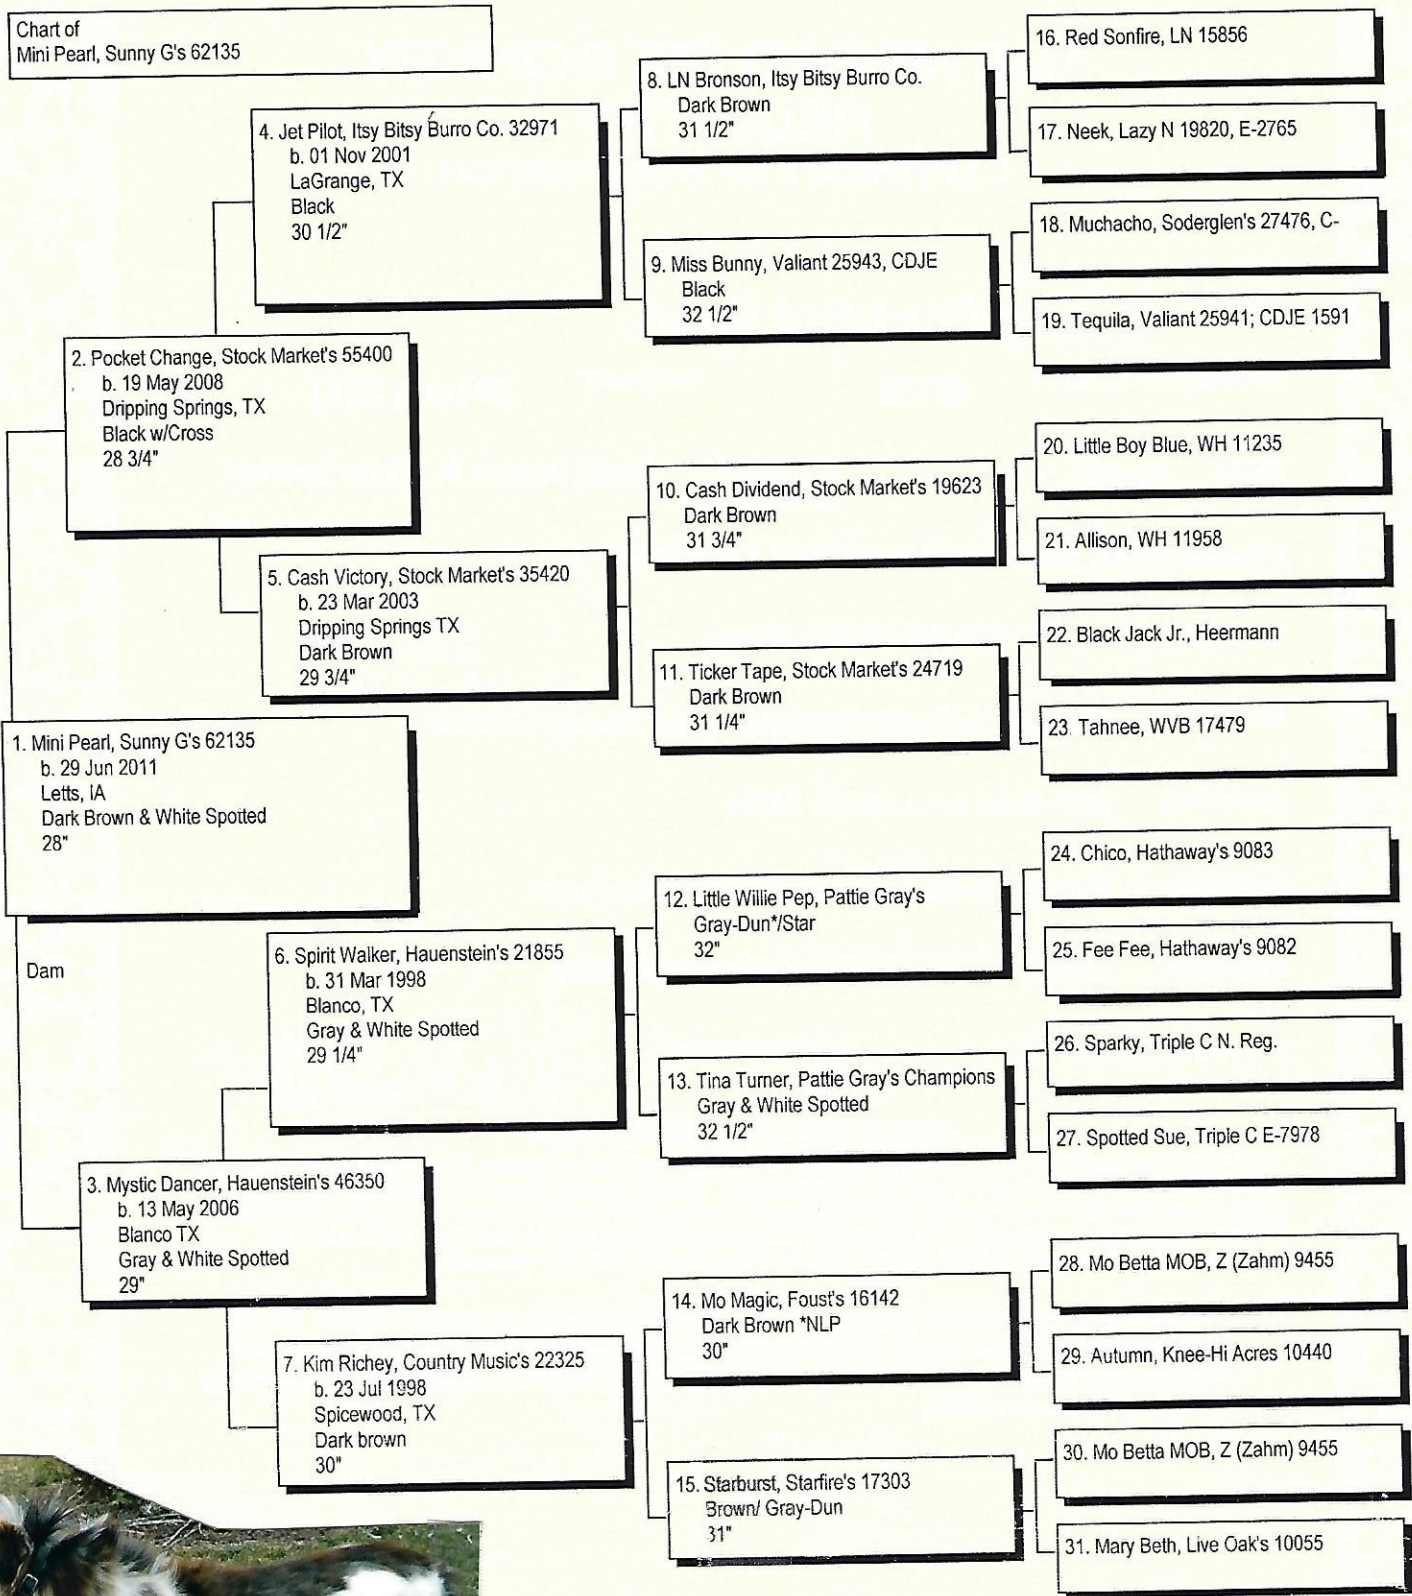 Chart of
Mini Pearl, Sunny G's 62135
1. Mini Pearl, Sunny G's 62135
b. 29 Jun 2011
Letts, IA
Dark Brown & White Spotted
28"
Dam
2. Pocket Change, Stock Market's 55400
b. 19 May 2008
Dripping Springs, TX
Black w/Cross
28 3/4"
3. Mystic Dancer, Hauenstein's 46350
b. 13 May 2006
Blanco TX
Gray & White Spotted
29"
4. Jet Pilot, Itsy Bitsy Burro Co. 32971
b. 01 Nov 2001
LaGrange, TX
Black
30 1/2"
5. Cash Victory, Stock Market's 35420
b. 23 Mar 2003
Dripping Springs TX
Dark Brown
29 3/4"
6. Spirit Walker, Hauenstein's 21855
b. 31 Mar 1998
Blanco, TX
Gray & White Spotted
29 1/4"
7. Kim Richey, Country Music's 22325
b. 23 Jul 1998
Spicewood, TX
Dark brown
30"
8. LN Bronson, Itsy Bitsy Burro Co.
Dark Brown
31 1/2"
9. Miss Bunny, Valiant 25943, CDJE
Black
32 1/2"
10. Cash Dividend, Stock Market's 19623
Dark Brown
31 3/4"
11. Ticker Tape, Stock Market's 24719
Dark Brown
31 1/4"
12. Little Willie Pep, Pattie Gray's
Gray-Dun*/Star
32"
13. Tina Turner, Pattie Gray's Champions
Gray & White Spotted
32 1/2"
14. Mo Magic, Foust's 16142
Dark Brown *NLP
30"
15. Starburst, Starfire's 17303
Brown/ Gray-Dun
31"
16. Red Sonfire, LN 15856
17. Neek, Lazy N 19820, E-2765
18. Muchacho, Soderglen's 27476, C-
19. Tequila, Valiant 25941; CDJE 1591
20. Little Boy Blue, WH 11235
21. Allison, WH 11958
22. Black Jack Jr., Heermann
23. Tahnee, WVB 17479
24. Chico, Hathaway's 9083
25. Fee Fee, Hathaway's 9082
26. Sparky, Triple C N. Reg.
27. Spotted Sue, Triple C E-7978
28. Mo Betta MOB, Z (Zahm) 9455
29. Autumn, Knee-Hi Acres 10440
30. Mo Betta MOB, Z (Zahm) 9455
31. Mary Beth, Live Oak's 10055